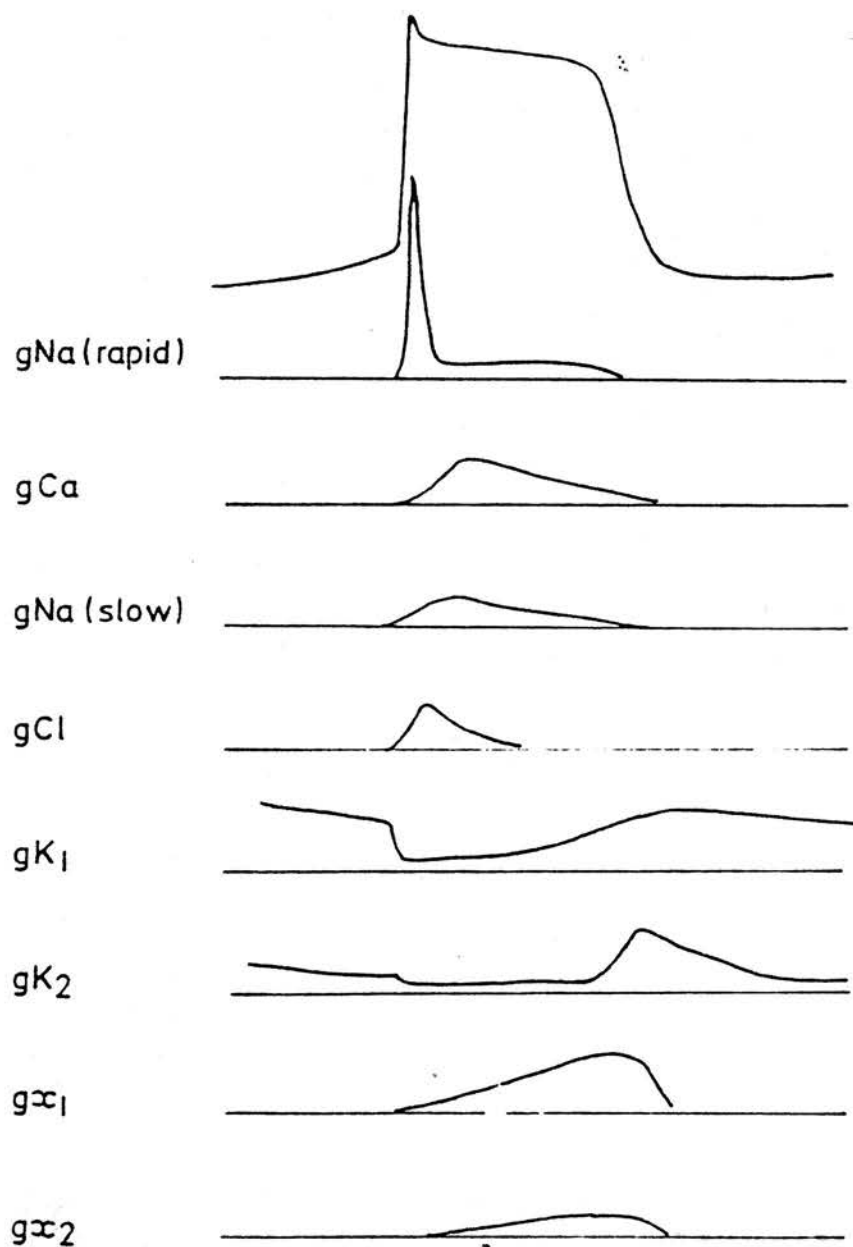 gNa (rapid)
gCa
gNa (slow)
gCl
gK₁
gK₂
gx₁
gx₂